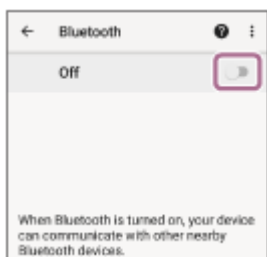 Bluetooth
Off
When Bluetooth is turned on, your device
can communicate with other nearby
Bluetooth devices.